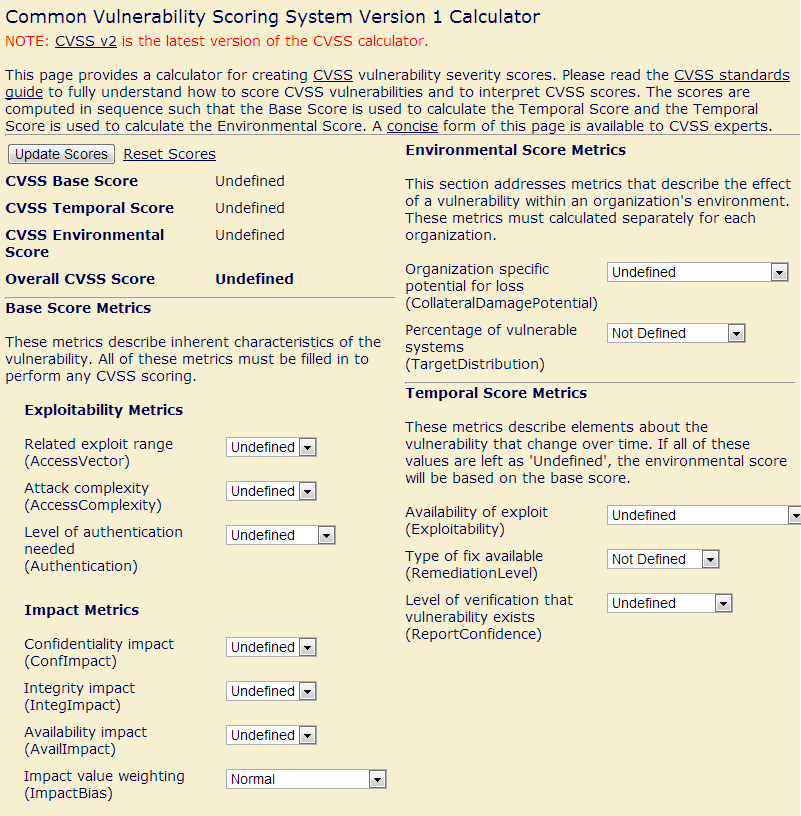 Common Vulnerability Scoring System Version 1 Calculator
NOTE: CVSS v2 is the latest version of the CVSS calculator.
This page provides a calculator for creating CVSS vulnerability severity scores. Please read the CVSS standards
guide to fully understand how to score CVSS vulnerabilities and to interpret CVSS scores. The scores are
computed in sequence such that the Base Score is used to calculate the Temporal Score and the Temporal
Score is used to calculate the Environmental Score. A concise form of this page is available to CVSS experts.
Update Scores Reset Scores
CVSS Base Score Undefined
CVSS Temporal Score Undefined
CVSS Environmental Undefined
Score
Overall CVSS Score Undefined
Base Score Metrics
These metrics describe inherent characteristics of the
vulnerability. All of these metrics must be filled in to
perform any CVSS scoring.
Exploitability Metrics
Related exploit range Undefined
(AccessVector)
Attack complexity Undefined
(AccessComplexity)
Level of authentication Undefined
needed
(Authentication)
Impact Metrics
Confidentiality impact Undefined
(ConfImpact)
Integrity impact Undefined
(IntegImpact)
Availability impact Undefined
(AvailImpact)
Impact value weighting Normal
(ImpactBias)
Environmental Score Metrics
This section addresses metrics that describe the effect
of a vulnerability within an organization's environment.
These metrics must calculated separately for each
organization.
Organization specific Undefined
potential for loss
(CollateralDamagePotential)
Percentage of vulnerable Not Defined
systems
(TargetDistribution)
Temporal Score Metrics
These metrics describe elements about the
vulnerability that change over time. If all of these
values are left as 'Undefined', the environmental score
will be based on the base score.
Availability of exploit Undefined
(Exploitability)
Type of fix available Not Defined
(RemediationLevel)
Level of verification that Undefined
vulnerability exists
(ReportConfidence)